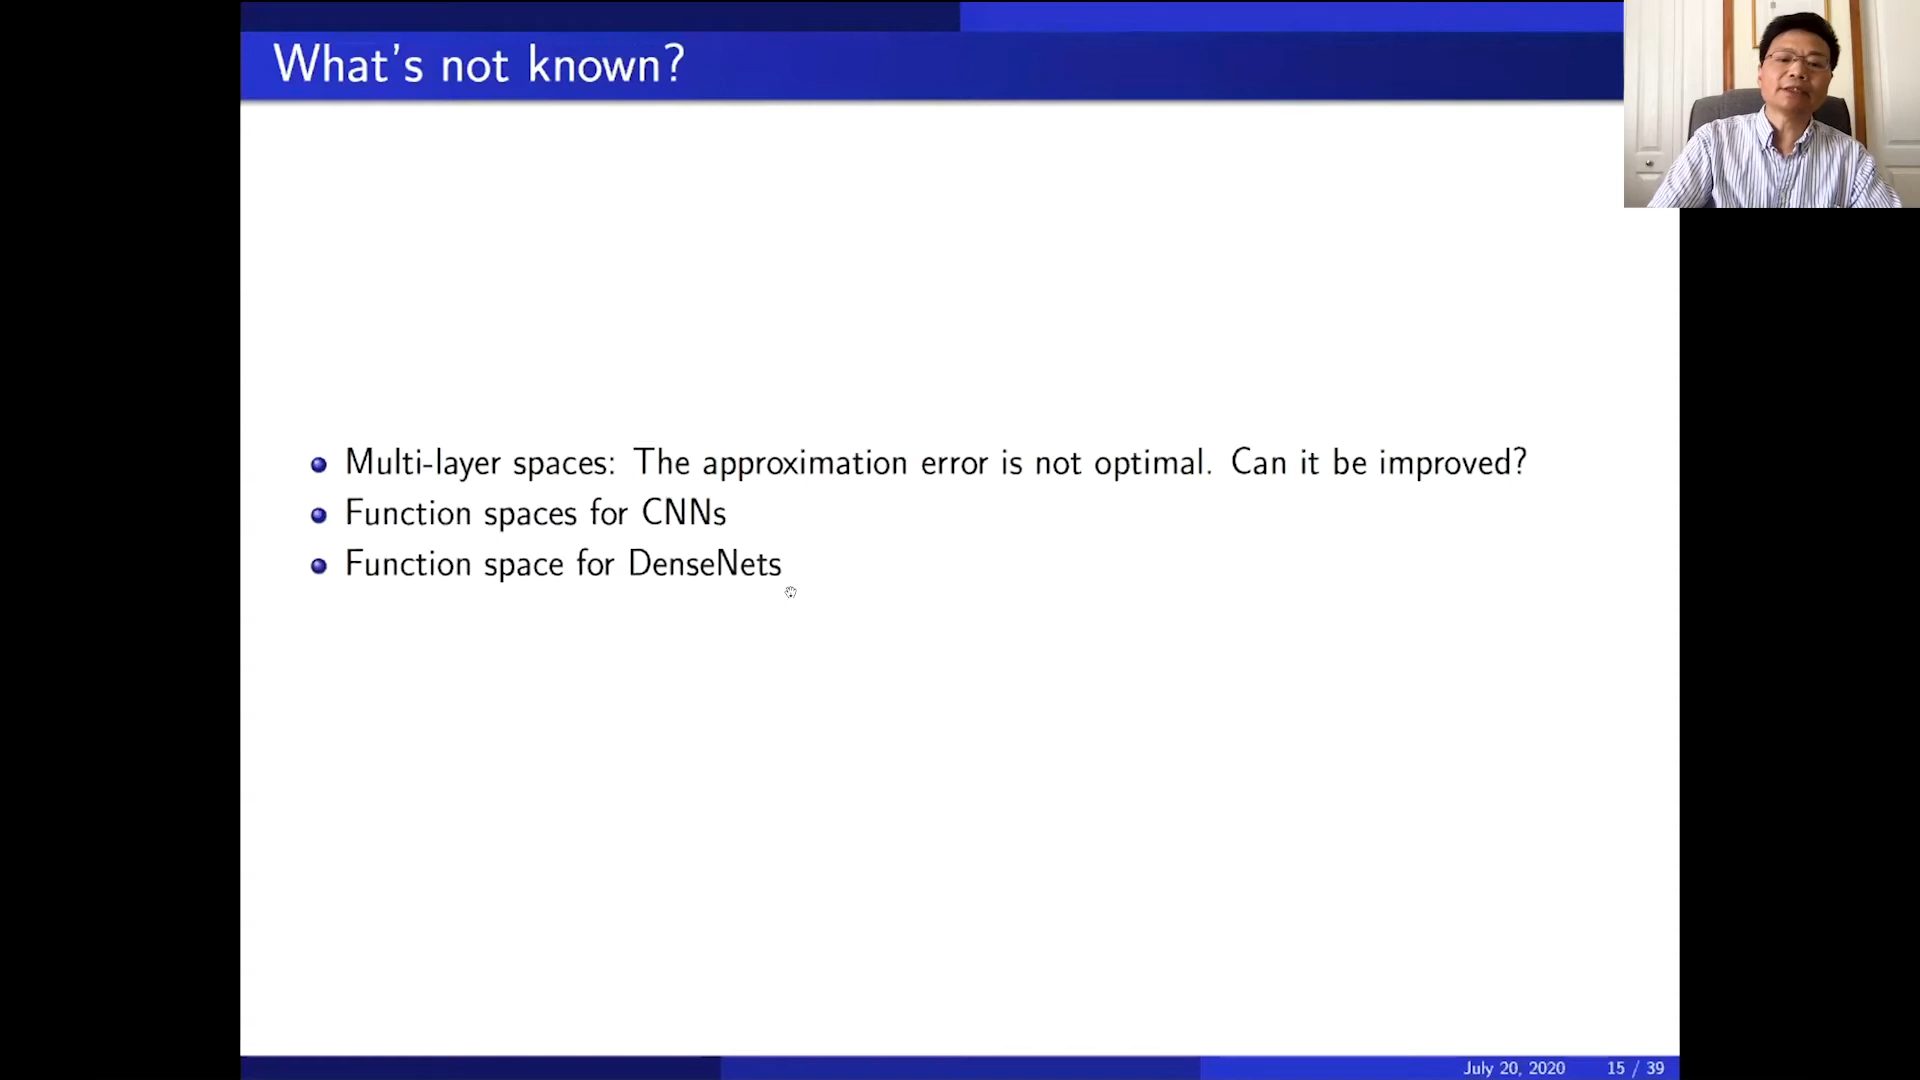 What's not known?
Multi-layer spaces: The approximation error is not optimal. Can it be improved?
Function spaces for CNNs
Function space for DenseNets
July 20, 2020 15 / 39